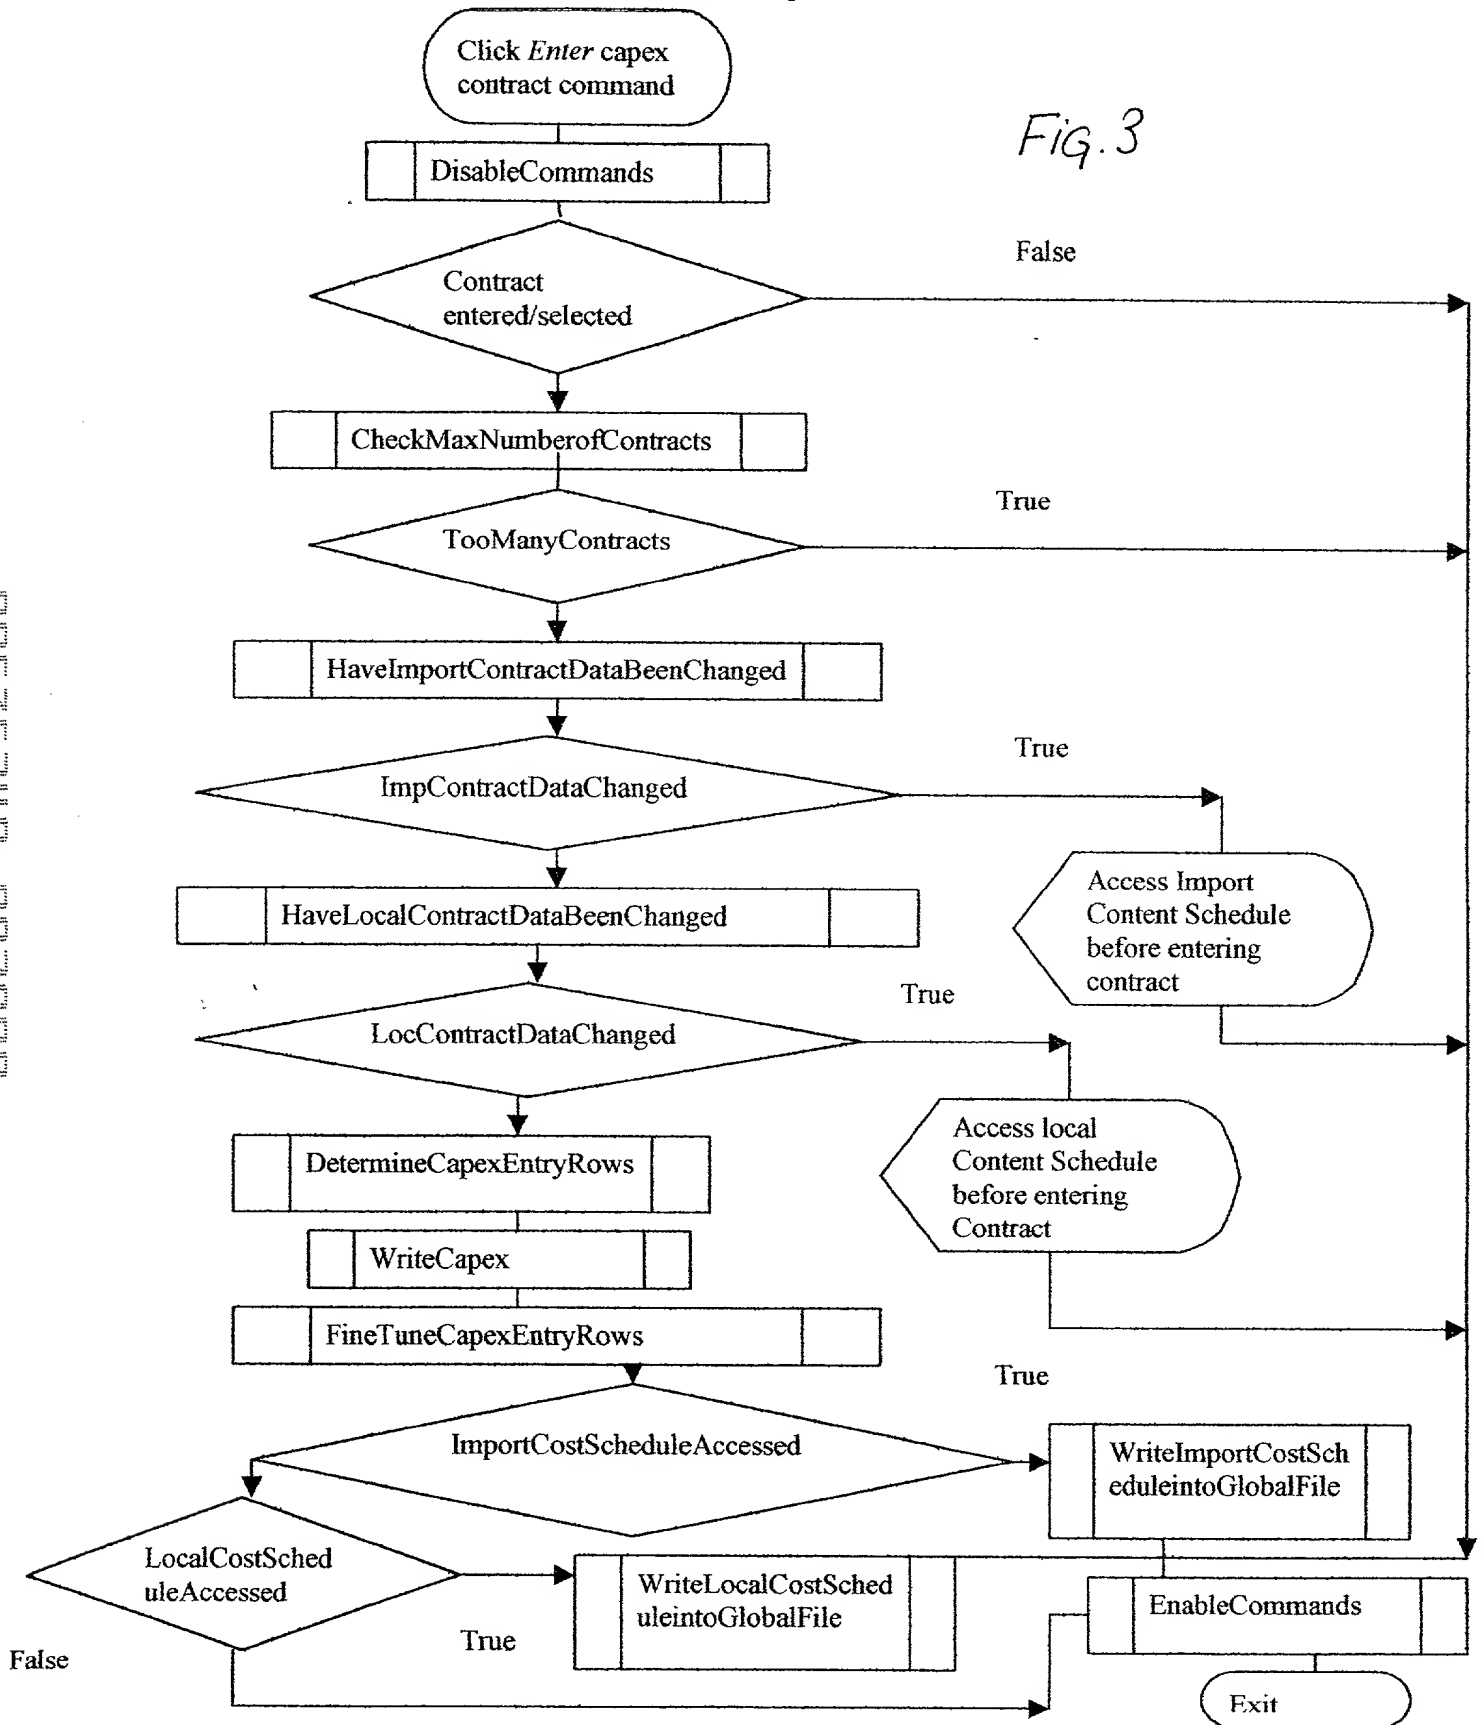 Click Enter capex
contract command
Fig. 3
DisableCommands
False
Contract
entered/selected
CheckMaxNumberofContracts
True
TooManyContracts
HaveImportContractDataBeenChanged
True
ImpContractDataChanged
Access Import
Content Schedule
before entering
contract
HaveLocalContractDataBeenChanged
True
LocContractDataChanged
Access local
Content Schedule
before entering
Contract
DetermineCapexEntryRows
WriteCapex
FineTuneCapexEntryRows
True
ImportCostScheduleAccessed
WriteImportCostSch
eduleintoGlobalFile
LocalCostSched
uleAccessed
WriteLocalCostSched
uleintoGlobalFile
EnableCommands
True
False
Exit